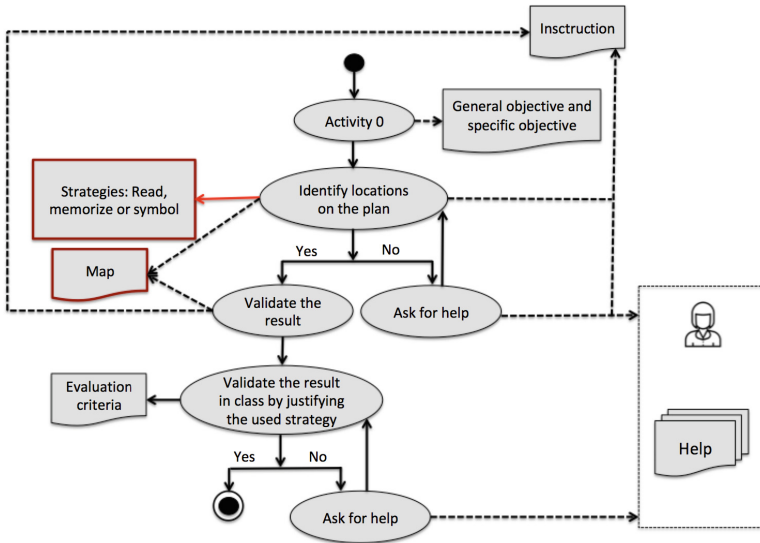 Insctruction
General objective and
specific objective
Activity 0
Strategies: Read,
memorize or symbol
Identify locations
on the plan
Yes
No
Map
Validate the
result
Ask for help
Evaluation
criteria
Validate the result
in class by justifying
the used strategy
Help
Yes
No
Ask for help